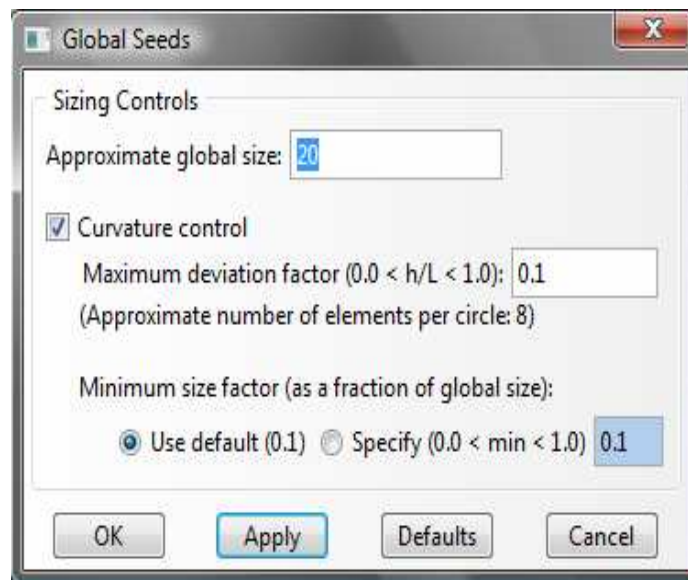 Global Seeds
X
Sizing Controls
Approximate global size: 20
Curvature control
Maximum deviation factor (0.0 < h/L < 1.0): 0.1
(Approximate number of elements per circle: 8)
Minimum size factor (as a fraction of global size):
Use default (0.1) Specify (0.0 < min < 1.0) 0.1
OK Apply Defaults Cancel